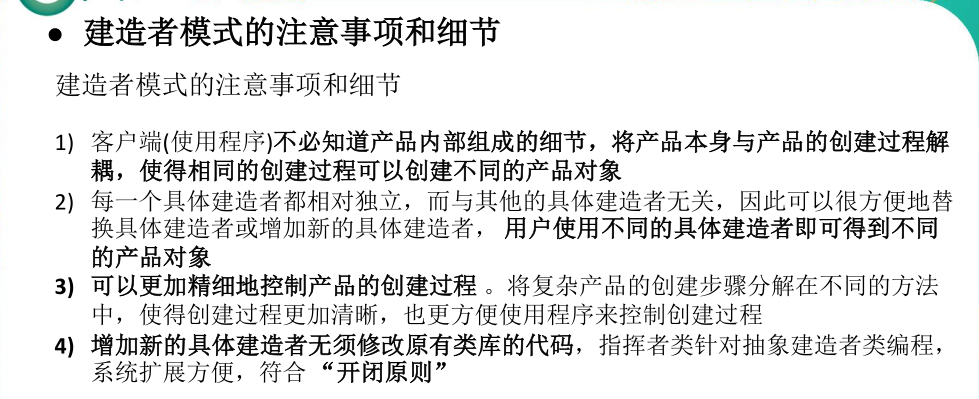 ● 建造者模式的注意事项和细节
建造者模式的注意事项和细节
1) 客户端(使用程序)不必知道产品内部组成的细节，将产品本身与产品的创建过程解
耦，使得相同的创建过程可以创建不同的产品对象
2) 每一个具体建造者都相对独立，而与其他的具体建造者无关，因此可以很方便地替
换具体建造者或增加新的具体建造者， 用户使用不同的具体建造者即可得到不同
的产品对象
3) 可以更加精细地控制产品的创建过程 。将复杂产品的创建步骤分解在不同的方法
中，使得创建过程更加清晰，也更方便使用程序来控制创建过程
4) 增加新的具体建造者无须修改原有类库的代码，指挥者类针对抽象建造者类编程，
系统扩展方便，符合 “开闭原则”